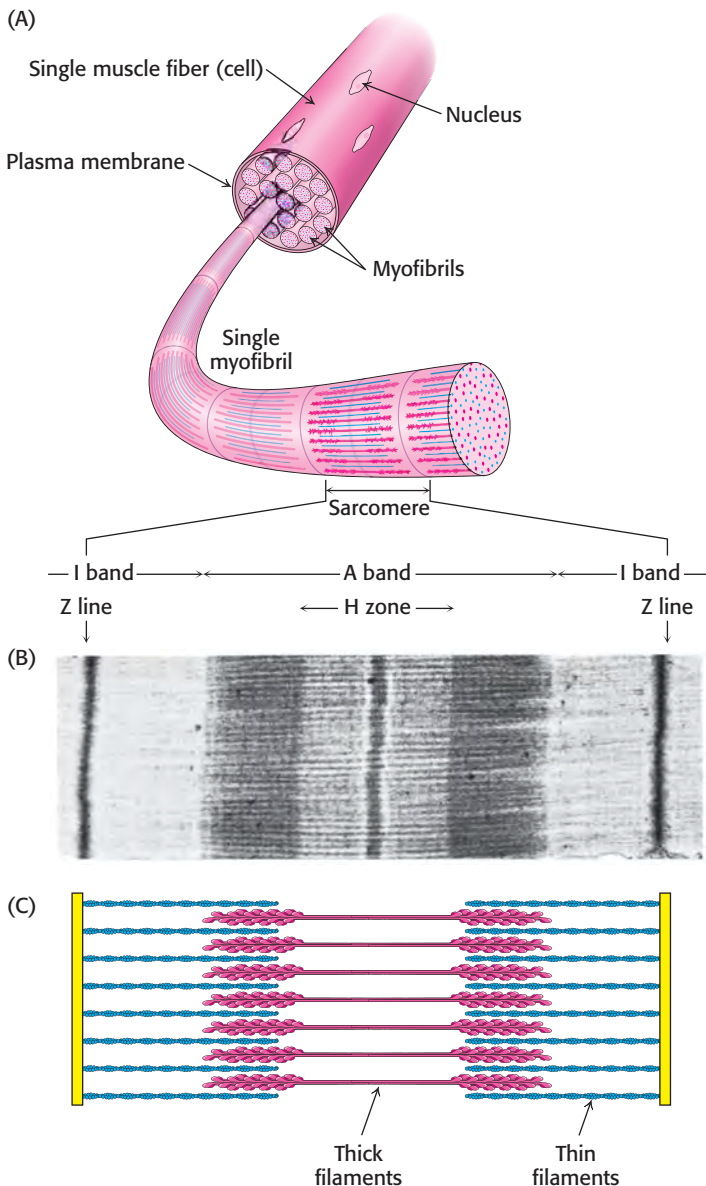 (A)
Single muscle fiber (cell)
Nucleus
Plasma membrane
Myofibrils
Single
myofibril
Sarcomere
I band
A band
I band
Z line
H zone
Z line
(B)
(C)
Thick
filaments
Thin
filaments